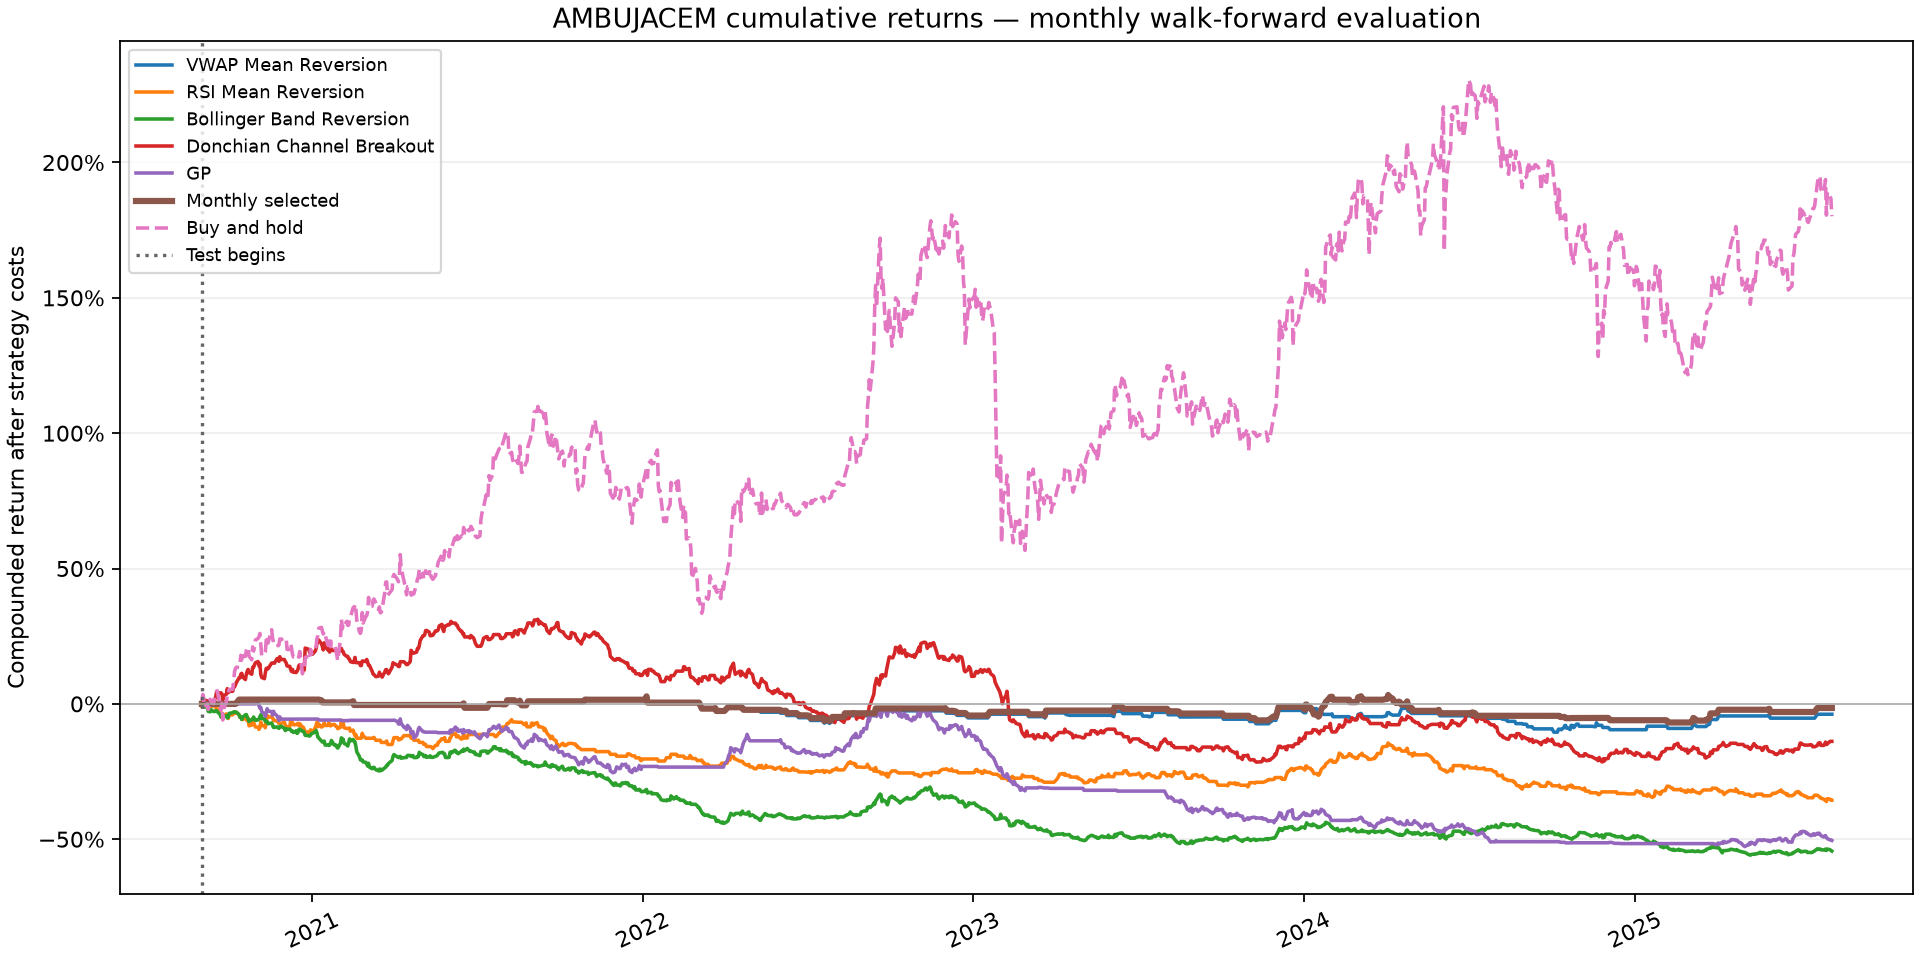 AMBUJACEM cumulative returns — monthly walk-forward evaluation
VWAP Mean Reversion
RSI Mean Reversion
Bollinger Band Reversion
Donchian Channel Breakout
GP
Monthly selected
Buy and hold
Test begins
Compounded return after strategy costs
200%
150%
100%
50%
0%
−50%
2021
2022
2023
2024
2025